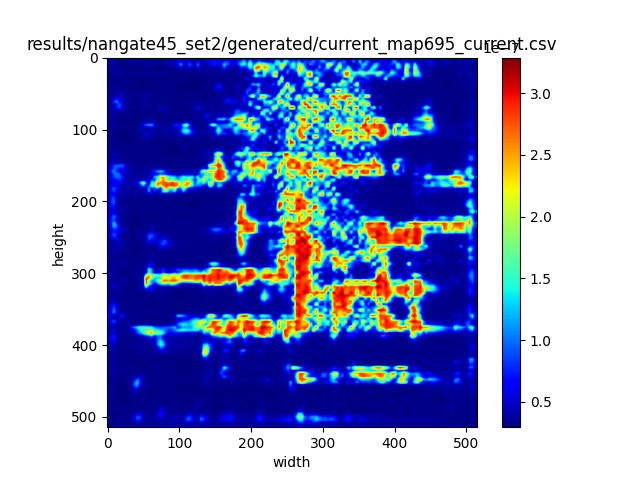 results/nangate45_set2/generated/current_map695_current.csv
1e−7
0
100
200
300
400
500
height
0 100 200 300 400 500
width
3.0
2.5
2.0
1.5
1.0
0.5